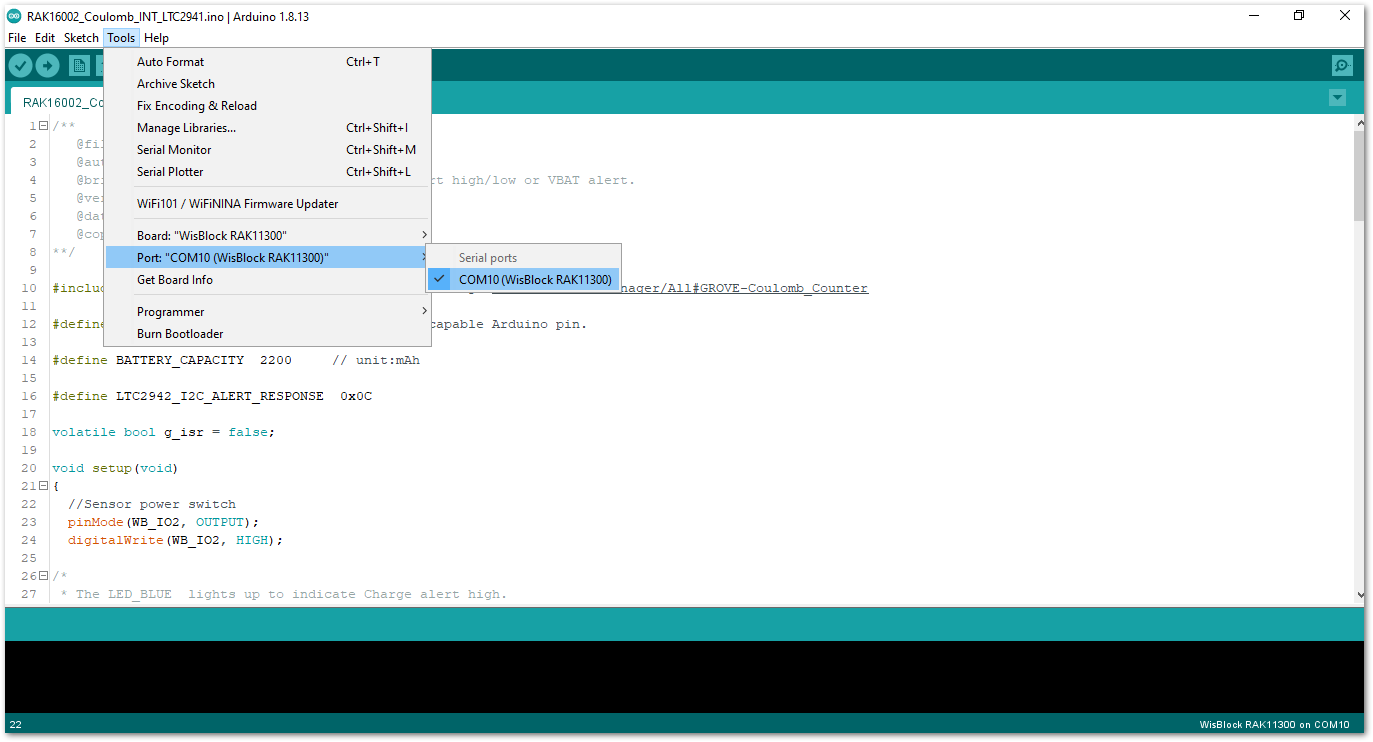 RAK16002_Coulomb_INT_LTC2941.ino | Arduino 1.8.13
File Edit Sketch Tools Help
RAK16002_Co
Auto Format Ctrl+T
Archive Sketch
Fix Encoding & Reload
Manage Libraries... Ctrl+Shift+I
Serial Monitor Ctrl+Shift+M
Serial Plotter Ctrl+Shift+L
WiFi101 / WiFiNINA Firmware Updater
Board: "WisBlock RAK11300"
Port: "COM10 (WisBlock RAK11300)"
Get Board Info
Programmer
Burn Bootloader
Serial ports
COM10 (WisBlock RAK11300)
1 /**
2 @fil
3 @aut
4 @bri rt high/low or VBAT alert.
5 @ver
6 @dat
7 @cop
8 **/
9
10 #includ nager/All#GROVE-Coulomb_Counter
11
12 #define capable Arduino pin.
13
14 #define BATTERY_CAPACITY 2200 // unit:mAh
15
16 #define LTC2942_I2C_ALERT_RESPONSE 0x0C
17
18 volatile bool g_isr = false;
19
20 void setup(void)
21 {
22 //Sensor power switch
23 pinMode(WB_IO2, OUTPUT);
24 digitalWrite(WB_IO2, HIGH);
25
26 /*
27 * The LED_BLUE lights up to indicate Charge alert high.
22 WisBlock RAK11300 on COM10